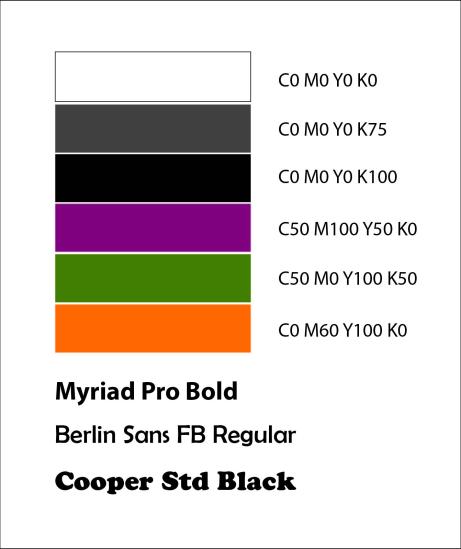 C0 M0 Y0 K0
C0 M0 Y0 K75
C0 M0 Y0 K100
C50 M100 Y50 K0
C50 M0 Y100 K50
C0 M60 Y100 K0
Myriad Pro Bold
Berlin Sans FB Regular
Cooper Std Black